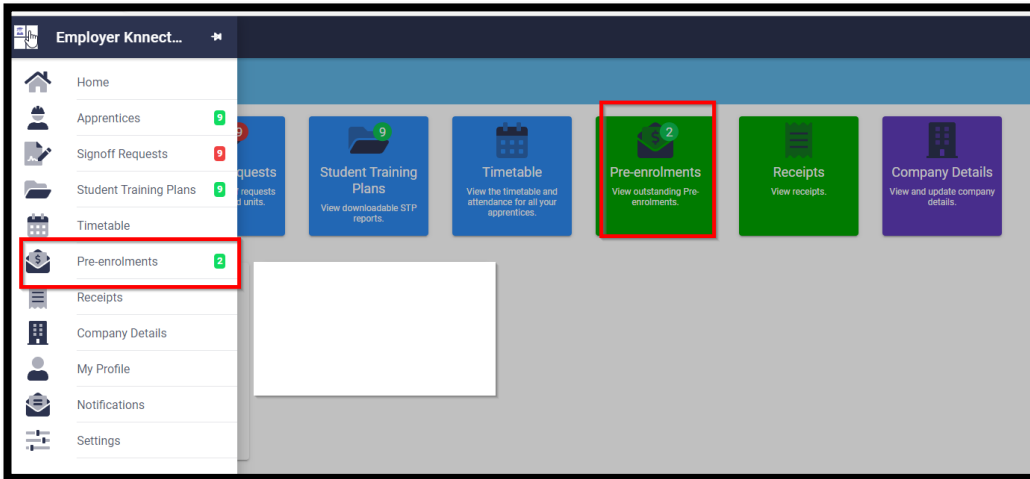 Employer Knnect...
Home
Apprentices 9
Signoff Requests 9
Student Training Plans 9
Timetable
Pre-enrolments 2
Receipts
Company Details
My Profile
Notifications
Settings
9
quests
requests
d units.
9
Student Training
Plans
View downloadable STP
reports.
Timetable
View the timetable and
attendance for all your
apprentices.
2
Pre-enrolments
View outstanding Pre-
enrolments.
Receipts
View receipts.
Company Details
View and update company
details.